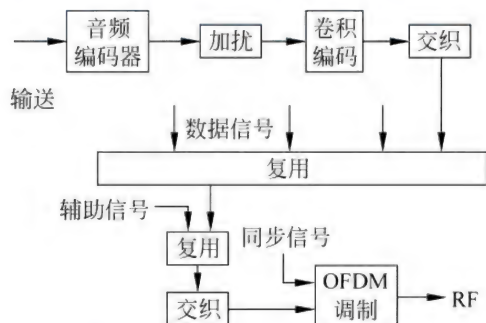 音频
编码器
加扰
卷积
编码
交织
输送
数据信号
复用
辅助信号
复用
同步信号
交织
OFDM
调制
RF